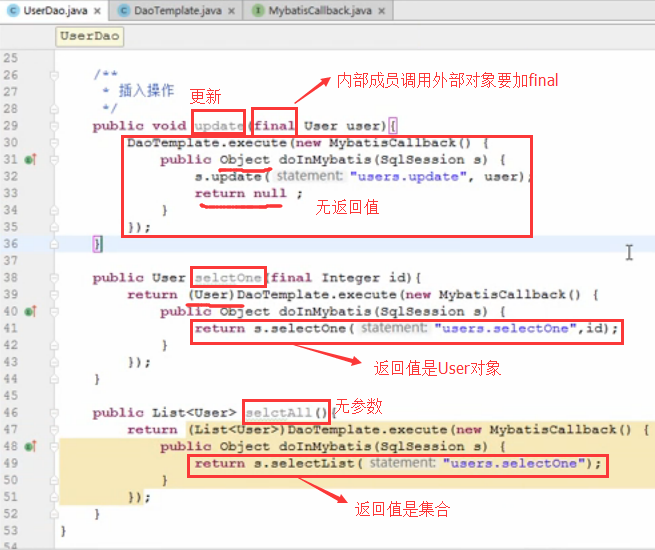 UserDao.java × DaoTemplate.java × MybatisCallback.java ×
UserDao
25
26 /**
27 * 插入操作
28 */
更新
内部成员调用外部对象要加final
29 public void update(final User user){
30 DaoTemplate.execute(new MybatisCallback() {
31 public Object doInMybatis(SqlSession s) {
32 s.update( statement: "users.update", user);
33 return null ;
无返回值
34 }
35 });
36 }
37
38 public User selctOne(final Integer id){
39 return (User)DaoTemplate.execute(new MybatisCallback() {
40 public Object doInMybatis(SqlSession s) {
41 return s.selectOne( statement: "users.selectOne",id);
42 }
返回值是User对象
43 });
44 }
45
无参数
46 public List<User> selctAll(){
47 return (List<User>)DaoTemplate.execute(new MybatisCallback() {
48 public Object doInMybatis(SqlSession s) {
49 return s.selectList( statement: "users.selectOne");
50 }
51 });
返回值是集合
52 }
53 }
54